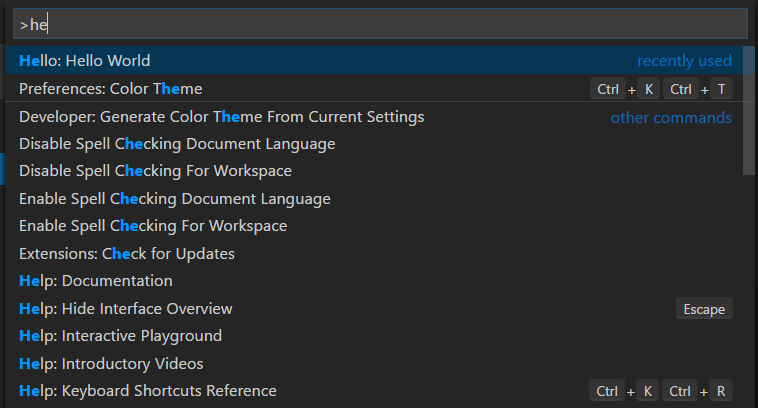 >he
Hello: Hello World recently used
Preferences: Color Theme Ctrl + K Ctrl + T
Developer: Generate Color Theme From Current Settings other commands
Disable Spell Checking Document Language
Disable Spell Checking For Workspace
Enable Spell Checking Document Language
Enable Spell Checking For Workspace
Extensions: Check for Updates
Help: Documentation
Help: Hide Interface Overview Escape
Help: Interactive Playground
Help: Introductory Videos
Help: Keyboard Shortcuts Reference Ctrl + K Ctrl + R